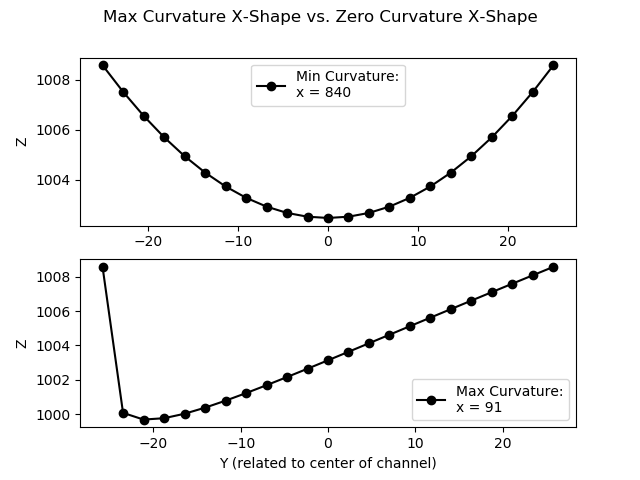 Max Curvature X-Shape vs. Zero Curvature X-Shape
1008
1006
1004
Z
Min Curvature:
x = 840
−20
−10
0
10
20
1008
1006
1004
1002
1000
Z
Max Curvature:
x = 91
−20
−10
0
10
20
Y (related to center of channel)